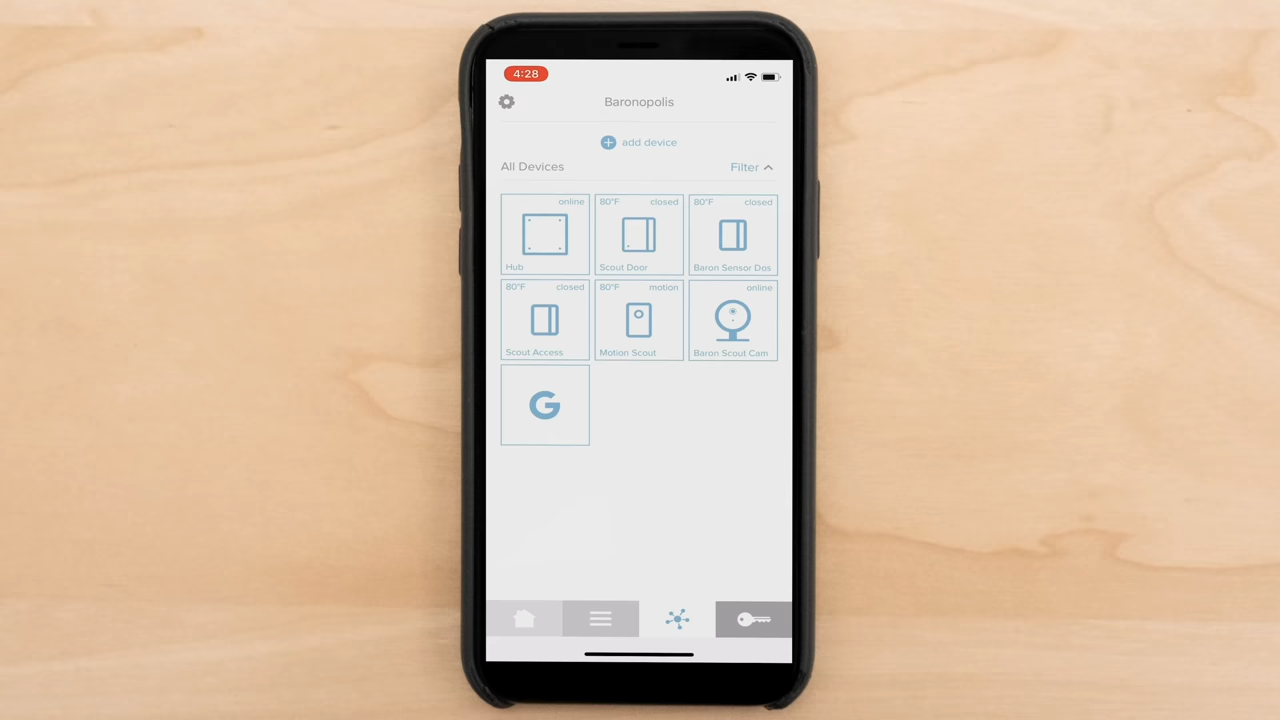 4:28
Baronopolis
add device
All Devices Filter
online 80°F closed 80°F closed
Hub Scout Door Baron Sensor Dos
80°F closed 80°F motion online
Scout Access Motion Scout Baron Scout Cam
G